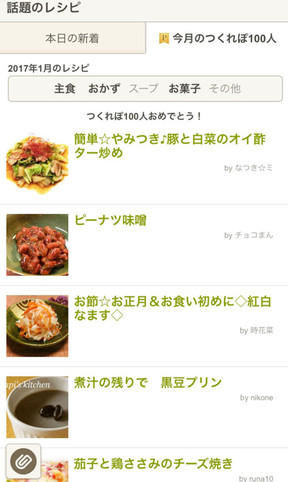 話題のレシピ
本日の新着
今月のつくれぽ100人
2017年1月のレシピ
主食 おかず スープ お菓子 その他
つくれぽ100人おめでとう！
簡単☆やみつき♪豚と白菜のオイ酢
ター炒め
by なつき☆ミ
ピーナツ味噌
by チョコまん
お節☆お正月＆お食い初めに◇紅白
なます◇
by 時花菜
煮汁の残りで　黒豆プリン
api's kitchen
by nikone
茄子と鶏ささみのチーズ焼き
by runa10